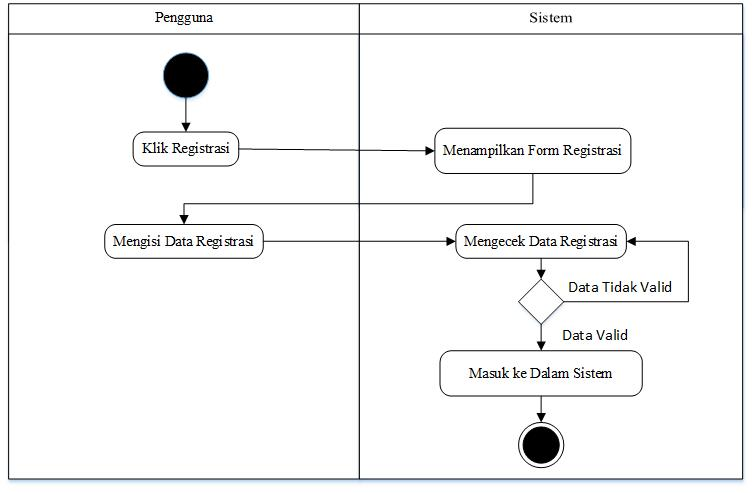 Pengguna
Sistem
Klik Registrasi
Menampilkan Form Registrasi
Mengisi Data Registrasi
Mengecek Data Registrasi
Data Tidak Valid
Data Valid
Masuk ke Dalam Sistem